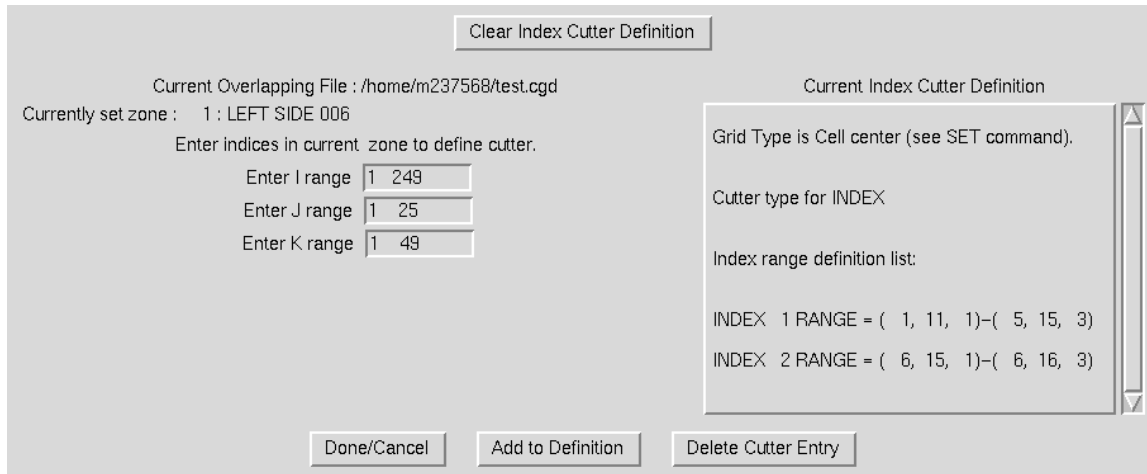 Clear Index Cutter Definition
Current Overlapping File : /home/m237568/test.cgd
Currently set zone : 1 : LEFT SIDE 006
Enter indices in current zone to define cutter.
Enter I range 1 249
Enter J range 1 25
Enter K range 1 49
Current Index Cutter Definition
Grid Type is Cell center (see SET command).
Cutter type for INDEX
Index range definition list:
INDEX 1 RANGE = ( 1, 11, 1)-( 5, 15, 3)
INDEX 2 RANGE = ( 6, 15, 1)-( 6, 16, 3)
Done/Cancel
Add to Definition
Delete Cutter Entry